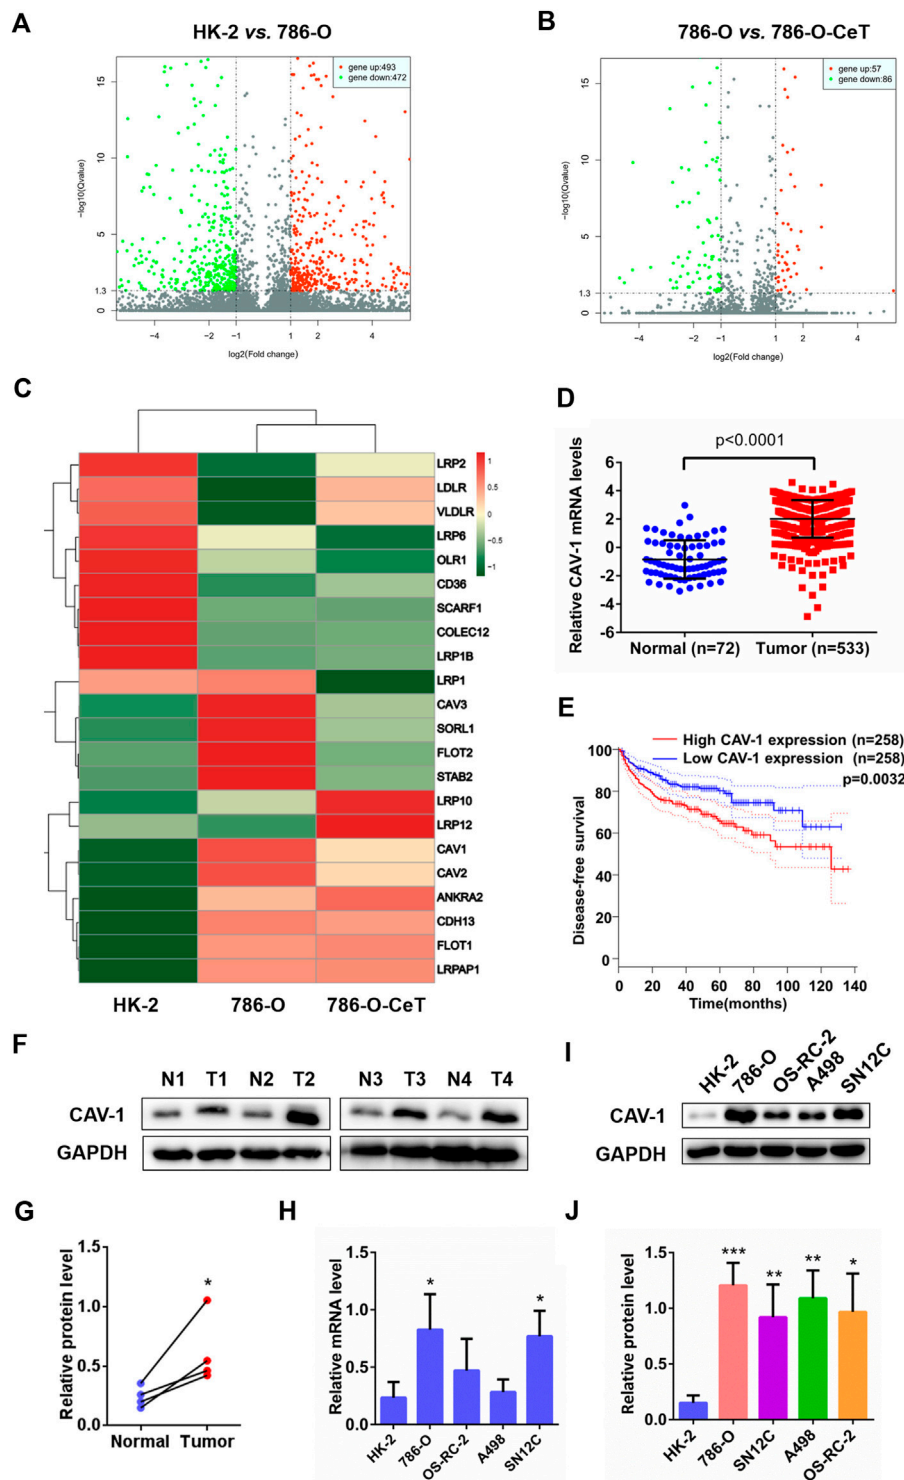 A
HK-2 vs. 786-O
gene up:493
gene down:472
−log10(Qvalue)
15
10
5
1.3
0
−4
−2
−1
1
2
4
log2(Fold change)
B
786-O vs. 786-O-CeT
gene up:57
gene down:86
−log10(Qvalue)
15
10
5
1.3
0
−4
−2
−1
1
2
4
log2(Fold change)
C
LRP2
LDLR
VLDLR
LRP6
OLR1
CD36
SCARF1
COLEC12
LRP1B
LRP1
CAV3
SORL1
FLOT2
STAB2
LRP10
LRP12
CAV1
CAV2
ANKRA2
CDH13
FLOT1
LRPAP1
1
0.5
0
−0.5
−1
HK-2 786-O 786-O-CeT
D
p<0.0001
Relative CAV-1 mRNA levels
6
4
2
0
-2
-4
-6
Normal (n=72) Tumor (n=533)
E
High CAV-1 expression (n=258)
Low CAV-1 expression (n=258)
p=0.0032
Disease-free survival
100
80
60
40
20
0
0 20 40 60 80 100 120 140
Time(months)
F
N1 T1 N2 T2 N3 T3 N4 T4
CAV-1
GAPDH
I
HK-2 786-O OS-RC-2 A498 SN12C
CAV-1
GAPDH
G
Relative protein level
1.5
1.0
0.5
0.0
*
Normal Tumor
H
Relative mRNA level
1.5
1.0
0.5
0.0
* *
HK-2 786-O OS-RC-2 A498 SN12C
J
Relative protein level
1.5
1.0
0.5
0.0
*** ** ** *
HK-2 786-O SN12C A498 OS-RC-2